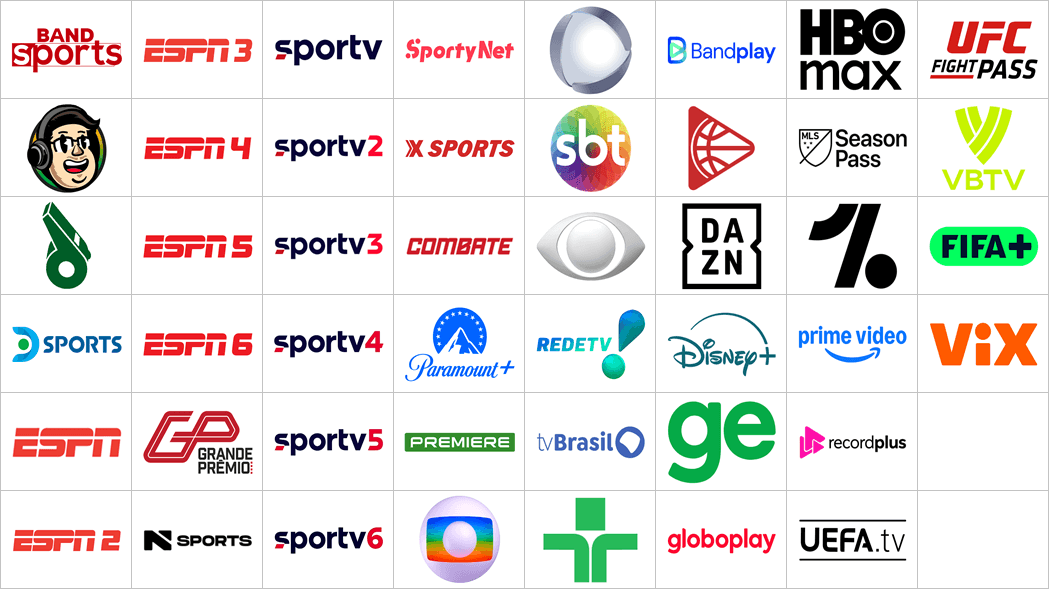 BAND
sports
ESPN 3
sportv
SportyNet
Bandplay
HBO
max
UFC
FIGHT PASS
ESPN 4
sportv2
X SPORTS
sbt
MLS
Season
Pass
VBTV
ESPN 5
sportv3
COMBATE
DA
ZN
FIFA+
D SPORTS
ESPN 6
sportv4
Paramount+
REDETV!
Disney+
prime video
ViX
ESPN
GP
GRANDE
PRÊMIO
sportv5
PREMIERE
tvBrasil
ge
recordplus
ESPN 2
N SPORTS
sportv6
globoplay
UEFA.tv